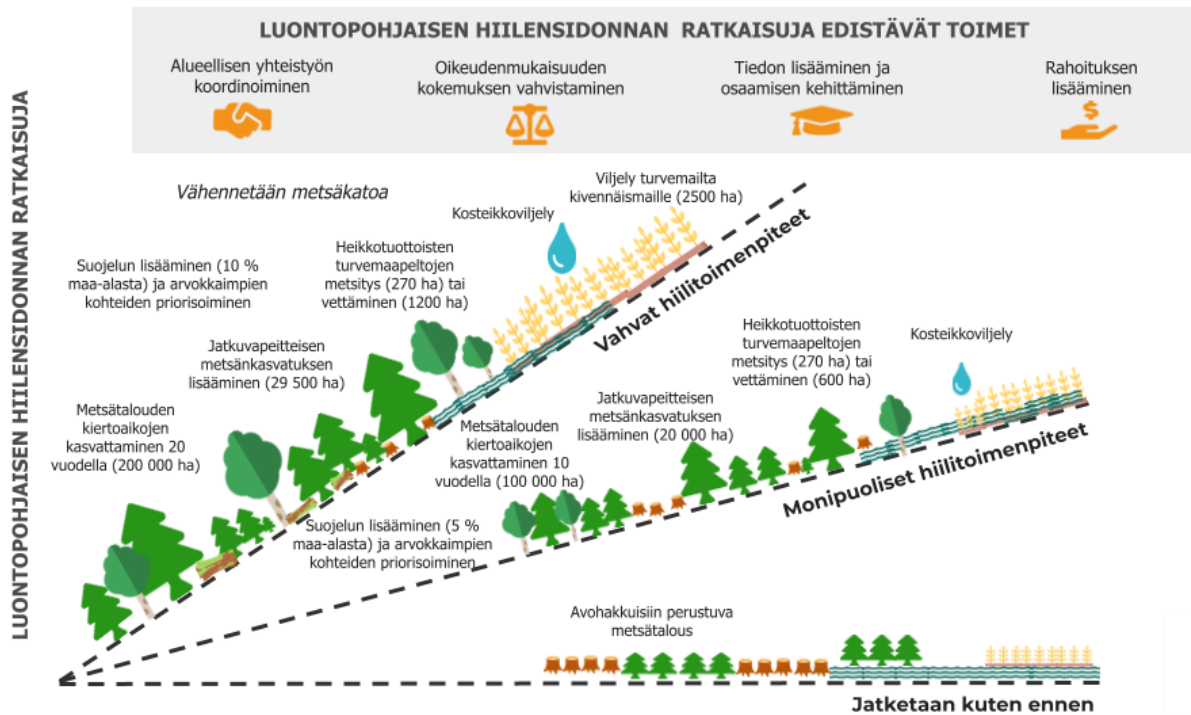 LUONTOPOHJAISEN HIILENSIDONNAN RATKAISUJA EDISTÄVÄT TOIMET
Alueellisen yhteistyön
koordinoiminen
Oikeudenmukaisuuden
kokemuksen vahvistaminen
Tiedon lisääminen ja
osaamisen kehittäminen
Rahoituksen
lisääminen
$
LUONTOPOHJAISEN HIILENSIDONNAN RATKAISUJA
Vähennetään metsäkatoa
Viljely turvemailta
kivennäismaille (2500 ha)
Kosteikkoviljely
Heikkotuottoisten
turvemaapeltojen
metsitys (270 ha) tai
vettäminen (1200 ha)
Suojelun lisääminen (10 %
maa-alasta) ja arvokkaimpien
kohteiden priorisoiminen
Jatkuvapeitteisen
metsänkasvatuksen
lisääminen (29 500 ha)
Metsätalouden
kiertoaikojen
kasvattaminen 20
vuodella (200 000 ha)
Vahvat hiilitoimenpiteet
Heikkotuottoisten
turvemaapeltojen
metsitys (270 ha) tai
vettäminen (600 ha)
Kosteikkoviljely
Jatkuvapeitteisen
metsänkasvatuksen
lisääminen (20 000 ha)
Metsätalouden
kiertoaikojen
kasvattaminen 10
vuodella (100 000 ha)
Suojelun lisääminen (5 %
maa-alasta) ja arvokkaimpien
kohteiden priorisoiminen
Monipuoliset hiilitoimenpiteet
Avohakkuisiin perustuva
metsätalous
Jatketaan kuten ennen